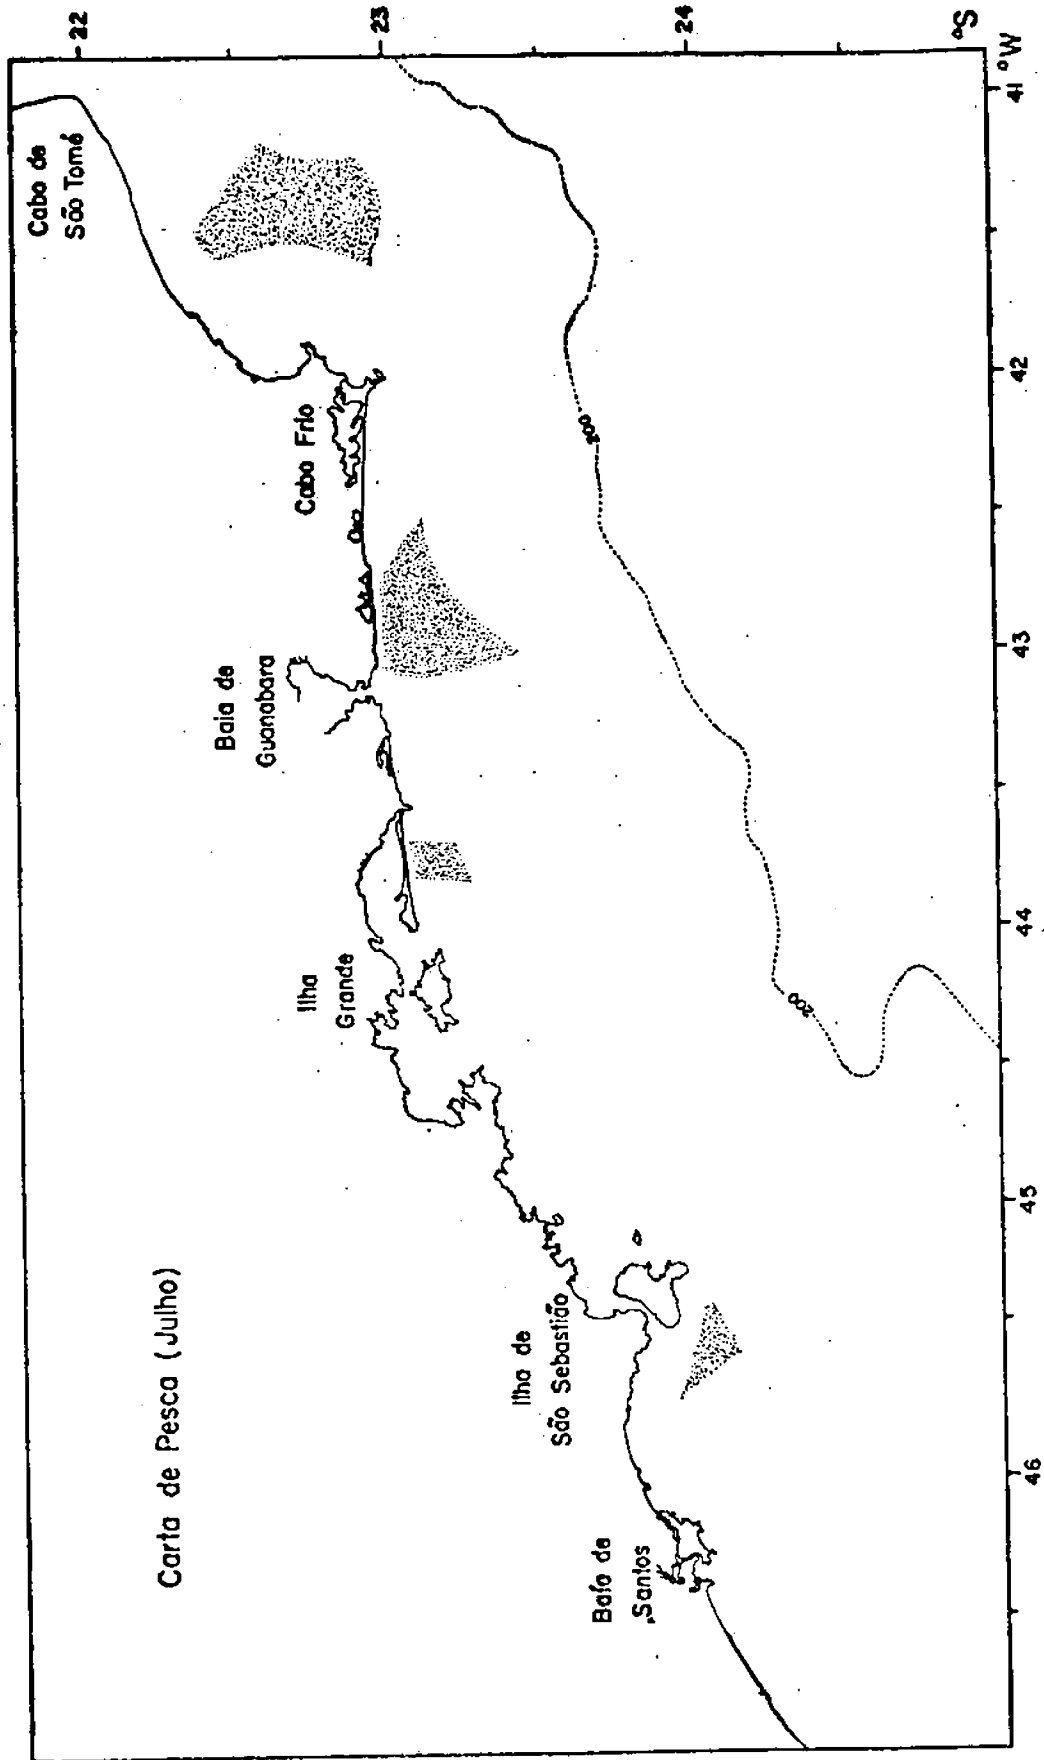 Carta de Pesca (Julho)
Cabo de
São Tomé
Cabo Frio
Baia de
Guanabara
Ilha
Grande
Ilha de
São Sebastião
Baía de
Santos
200
200
22
23
24
°S
°W
41
42
43
44
45
46